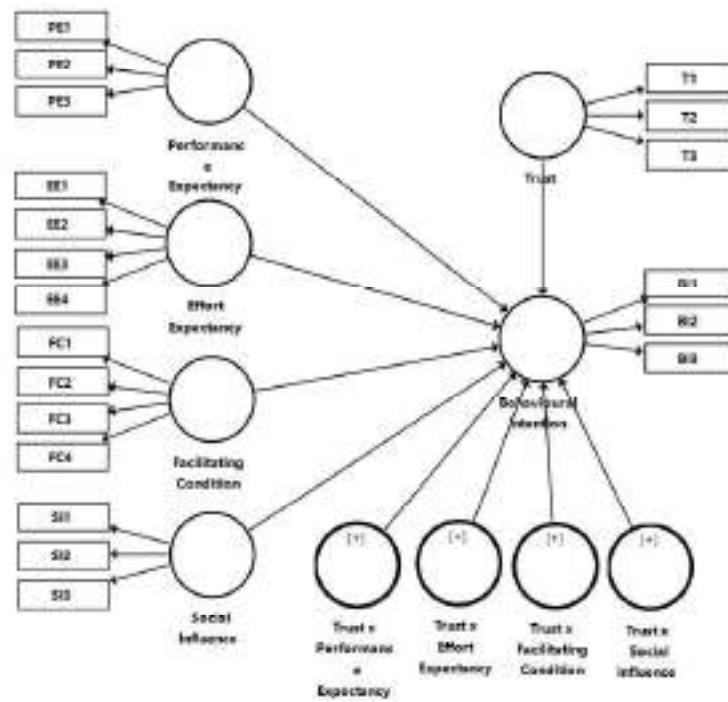 PE1
PE2
PE3
Performanc
e
Expectancy
T1
T2
T3
Trust
EE1
EE2
EE3
EE4
Effort
Expectancy
BI1
BI2
BI3
Behavioural
Intention
FC1
FC2
FC3
FC4
Facilitating
Condition
SI1
SI2
SI3
Social
Influence
[+]
[+]
[+]
[+]
Trust x
Performanc
e
Expectancy
Trust x
Effort
Expectancy
Trust x
Facilitating
Condition
Trust x
Social
Influence